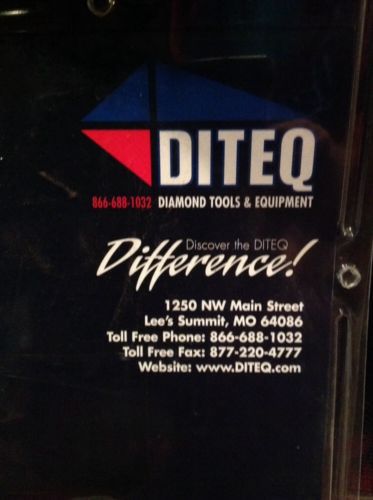 DITEQ
866-688-1032 DIAMOND TOOLS & EQUIPMENT
Discover the DITEQ
Difference!
1250 NW Main Street
Lee's Summit, MO 64086
Toll Free Phone: 866-688-1032
Toll Free Fax: 877-220-4777
Website: www.DITEQ.com